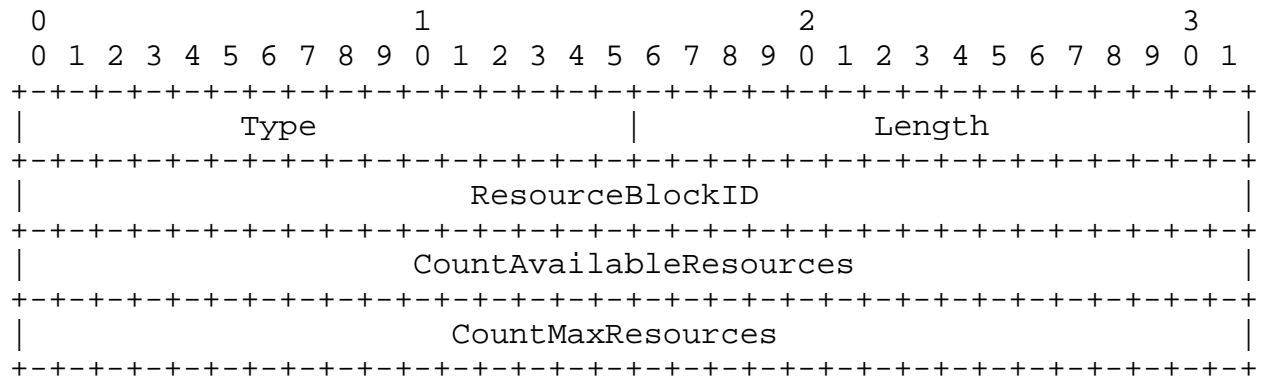 0                   1                   2                   3
 0 1 2 3 4 5 6 7 8 9 0 1 2 3 4 5 6 7 8 9 0 1 2 3 4 5 6 7 8 9 0 1
+-+-+-+-+-+-+-+-+-+-+-+-+-+-+-+-+-+-+-+-+-+-+-+-+-+-+-+-+-+-+-+-+
|           Type                |            Length             |
+-+-+-+-+-+-+-+-+-+-+-+-+-+-+-+-+-+-+-+-+-+-+-+-+-+-+-+-+-+-+-+-+
|                       ResourceBlockID                         |
+-+-+-+-+-+-+-+-+-+-+-+-+-+-+-+-+-+-+-+-+-+-+-+-+-+-+-+-+-+-+-+-+
|                    CountAvailableResources                    |
+-+-+-+-+-+-+-+-+-+-+-+-+-+-+-+-+-+-+-+-+-+-+-+-+-+-+-+-+-+-+-+-+
|                      CountMaxResources                        |
+-+-+-+-+-+-+-+-+-+-+-+-+-+-+-+-+-+-+-+-+-+-+-+-+-+-+-+-+-+-+-+-+